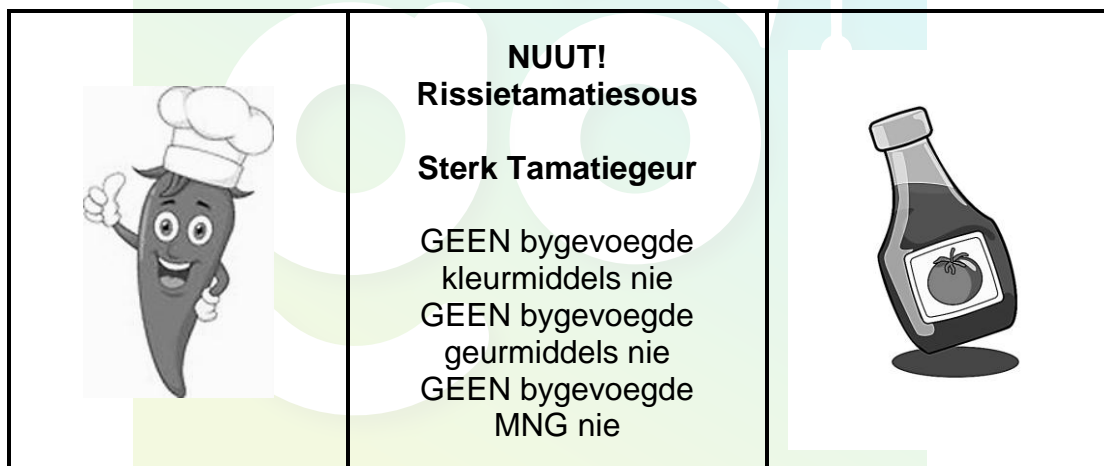 NUUT!
Rissietamatiesous
Sterk Tamatiegeur
GEEN bygevoegde
kleurmiddels nie
GEEN bygevoegde
geurmiddels nie
GEEN bygevoegde
MNG nie